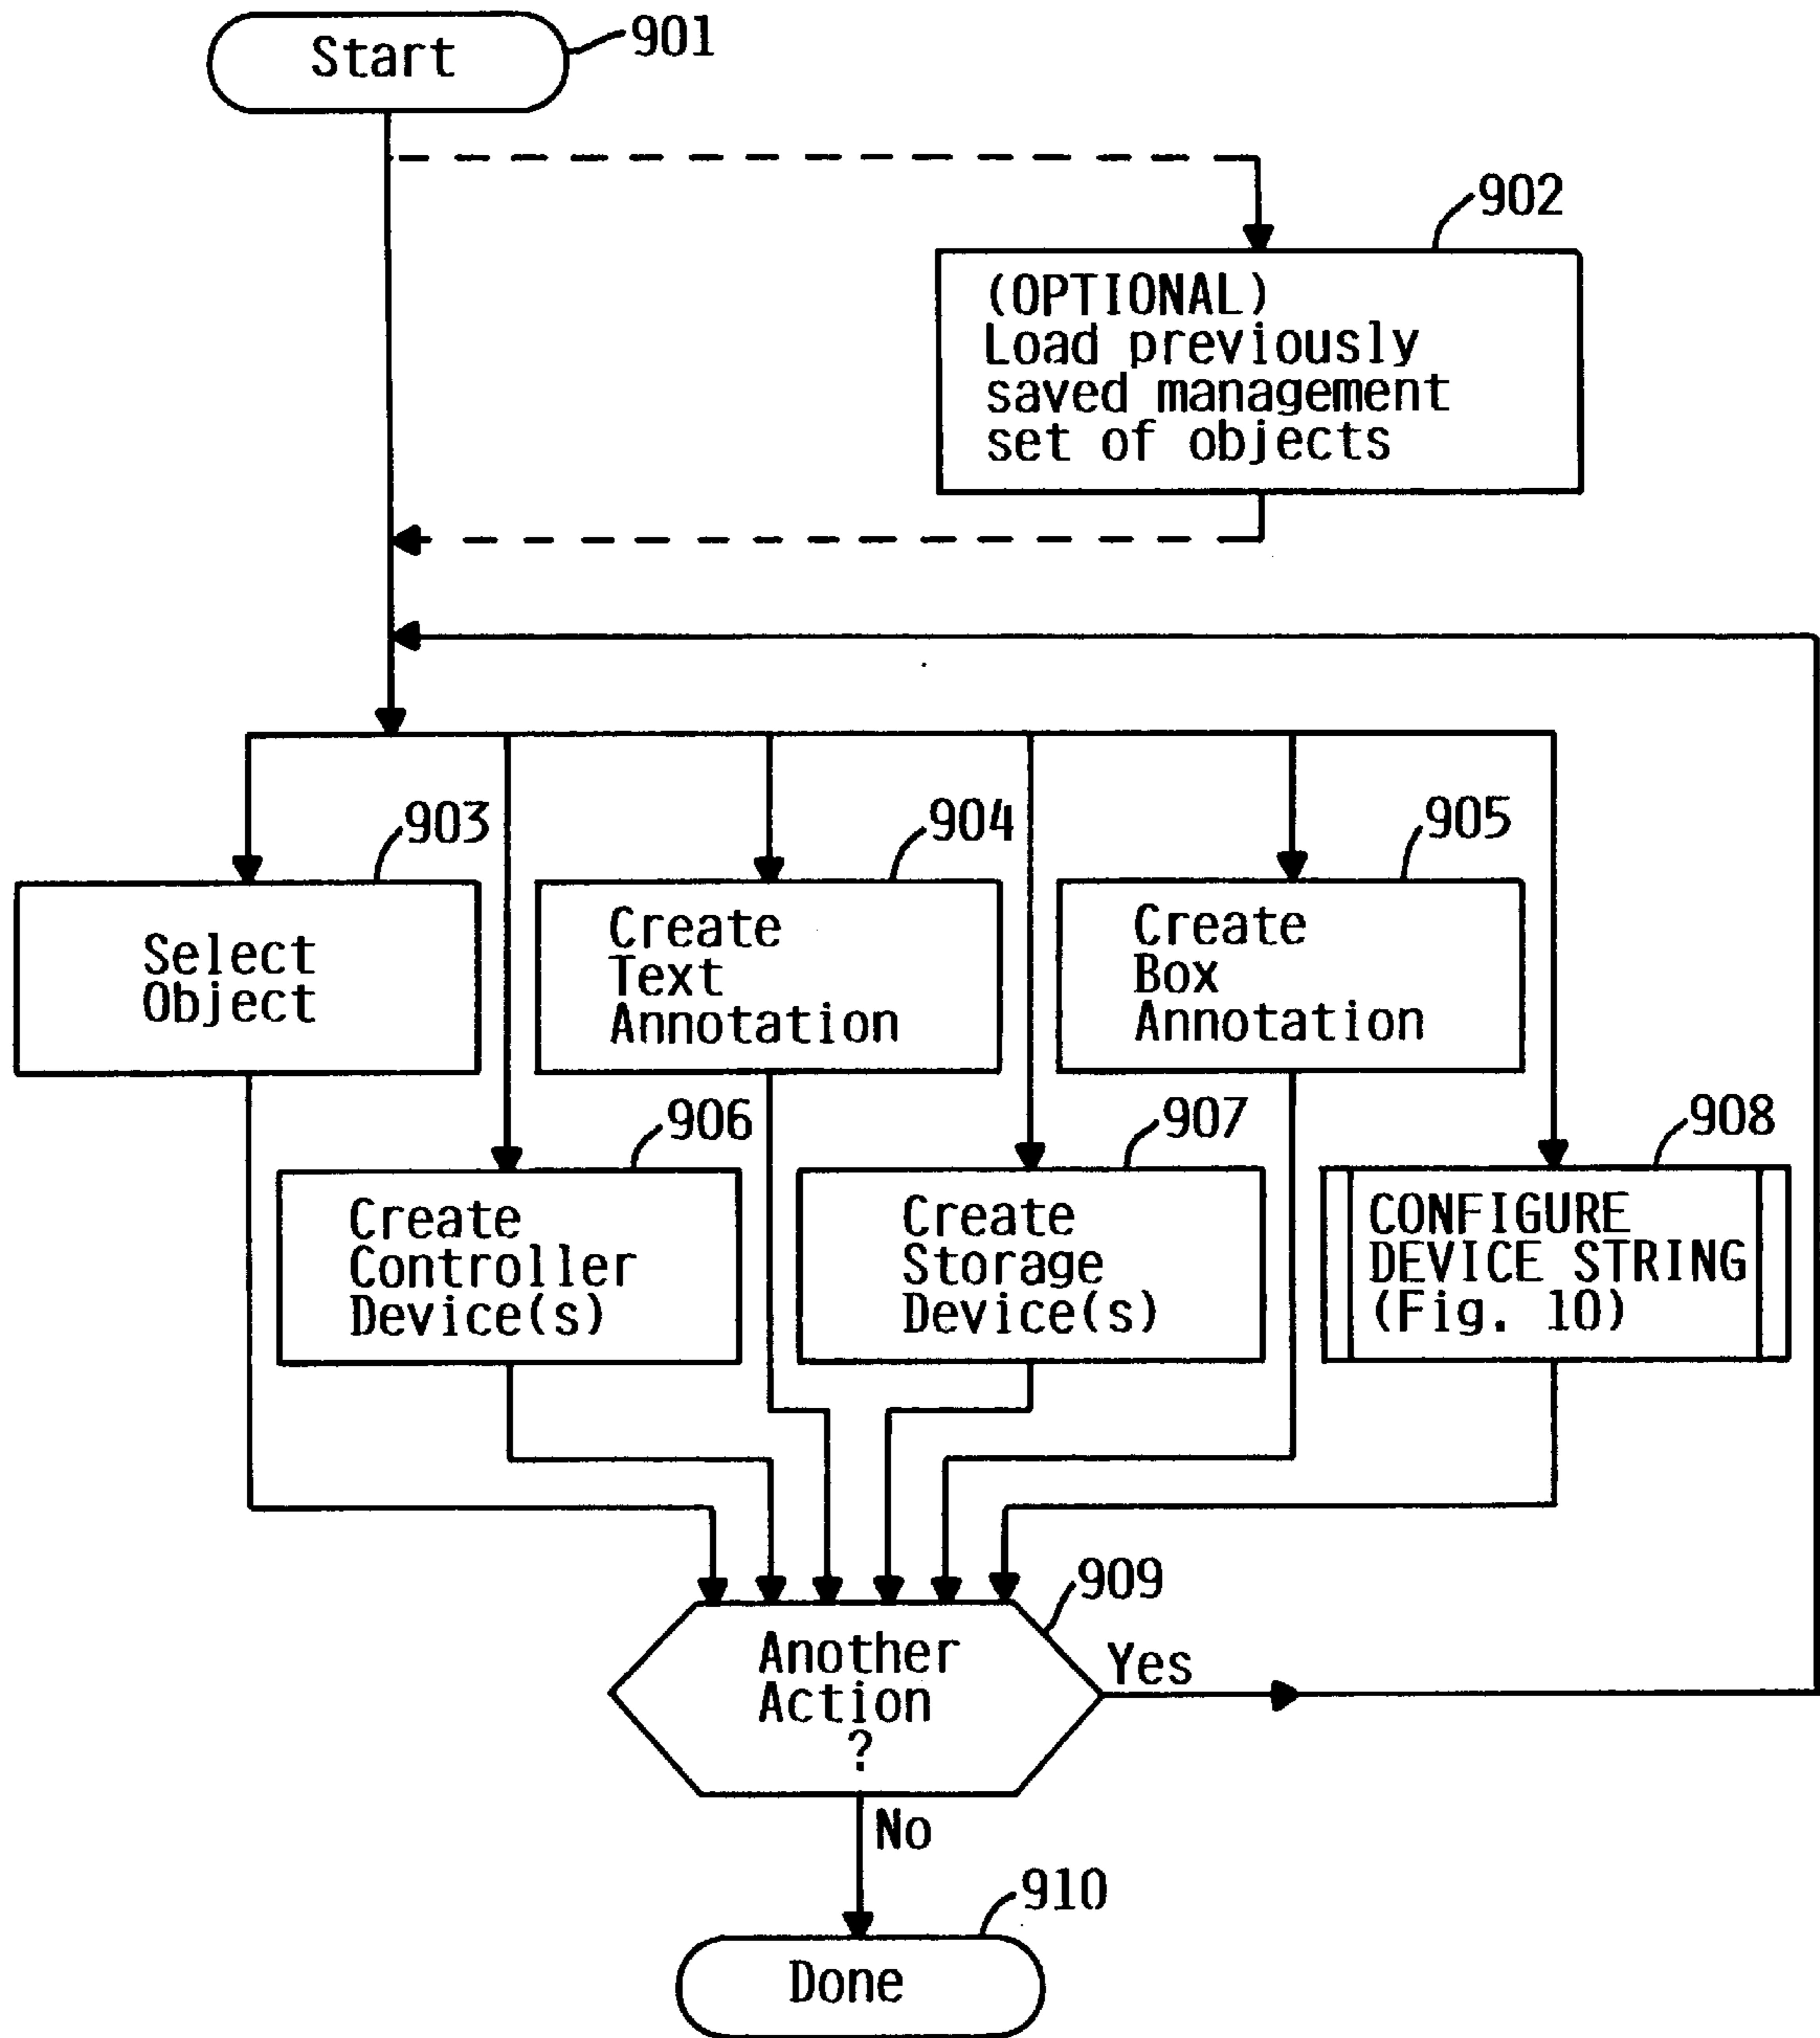 Start
901
902
(OPTIONAL)
Load previously
saved management
set of objects
903
Select
Object
904
Create
Text
Annotation
905
Create
Box
Annotation
906
Create
Controller
Device(s)
907
Create
Storage
Device(s)
908
CONFIGURE
DEVICE STRING
(Fig. 10)
909
Another
Action
?
Yes
No
910
Done